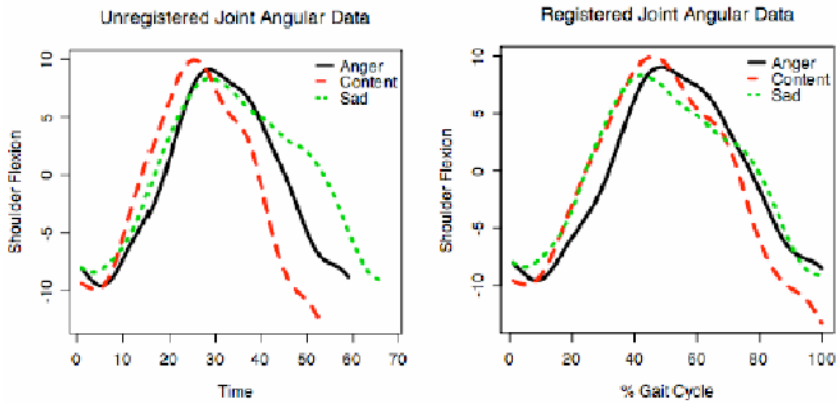 Unregistered Joint Angular Data
10
5
0
-5
-10
Shoulder Flexion
Anger
Content
Sad
0 10 20 30 40 50 60 70
Time
Registered Joint Angular Data
10
5
0
-5
-10
Shoulder Flexion
Anger
Content
Sad
0 20 40 60 80 100
% Gait Cycle